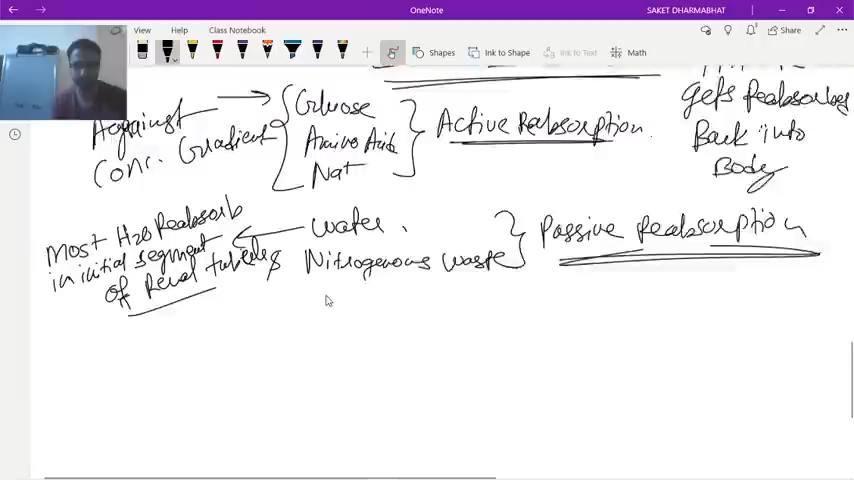 OneNote
SAKET DHARMABHAT
View Help Class Notebook
Share
Shapes Ink to Shape Ink to Text Math
Against
Conc. Gradient
Glucose
Amino Acids
Na+
Active Reabsorption
gets Reabsorbed
Back into
Body
Most H2O Reabsorb
in initial segment
of Renal tubules
water
Nitrogenous waste
Passive Reabsorption